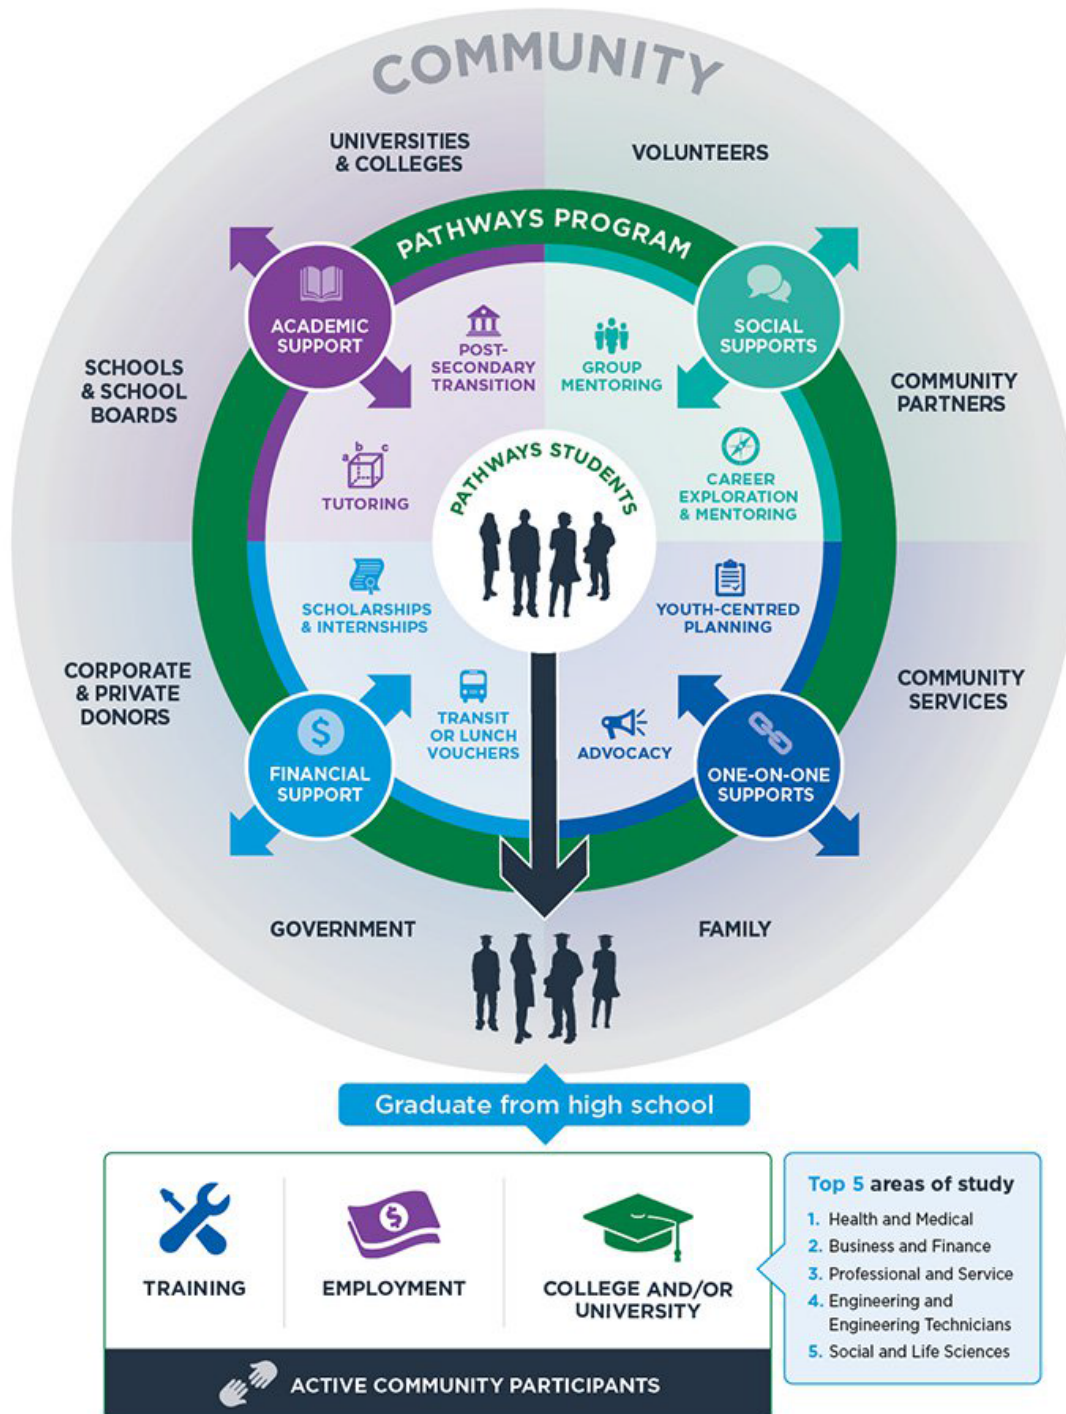 COMMUNITY
UNIVERSITIES
& COLLEGES
VOLUNTEERS
PATHWAYS PROGRAM
ACADEMIC
SUPPORT
SOCIAL
SUPPORTS
POST-
SECONDARY
TRANSITION
GROUP
MENTORING
SCHOOLS
& SCHOOL
BOARDS
COMMUNITY
PARTNERS
a b c
TUTORING
PATHWAYS STUDENTS
CAREER
EXPLORATION
& MENTORING
SCHOLARSHIPS
& INTERNSHIPS
YOUTH-CENTRED
PLANNING
CORPORATE
& PRIVATE
DONORS
COMMUNITY
SERVICES
TRANSIT
OR LUNCH
VOUCHERS
ADVOCACY
$
FINANCIAL
SUPPORT
ONE-ON-ONE
SUPPORTS
GOVERNMENT
FAMILY
Graduate from high school
TRAINING
$
EMPLOYMENT
COLLEGE AND/OR
UNIVERSITY
Top 5 areas of study
1. Health and Medical
2. Business and Finance
3. Professional and Service
4. Engineering and
Engineering Technicians
5. Social and Life Sciences
ACTIVE COMMUNITY PARTICIPANTS